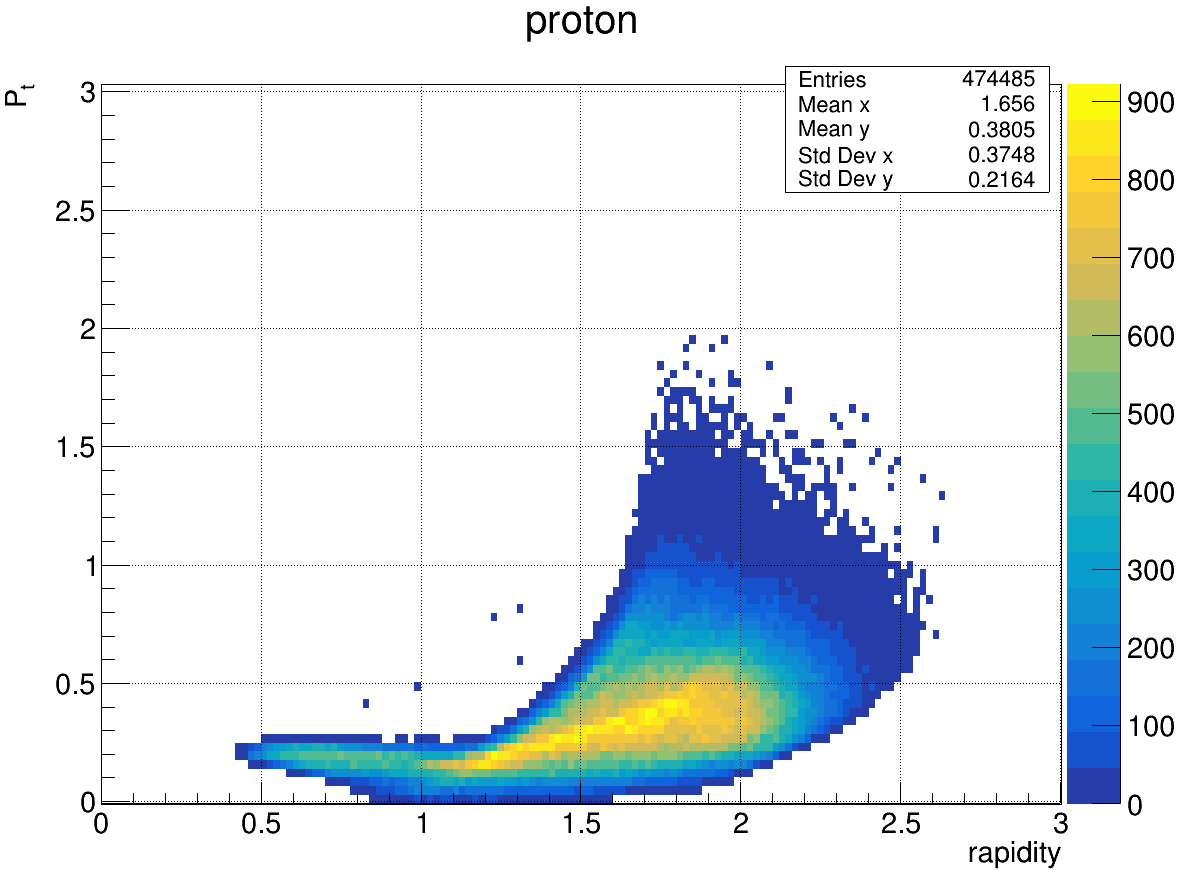 proton
P_t
3
2.5
2
1.5
1
0.5
0
0 0.5 1 1.5 2 2.5 3
rapidity
Entries 474485
Mean x 1.656
Mean y 0.3805
Std Dev x 0.3748
Std Dev y 0.2164
900
800
700
600
500
400
300
200
100
0